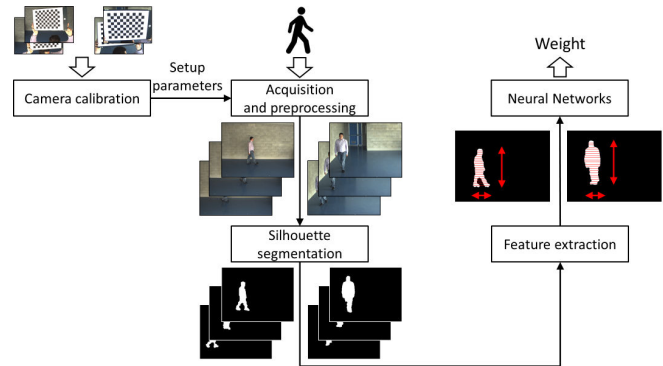 Weight
Setup
parameters
Camera calibration
Acquisition
and preprocessing
Neural Networks
Silhouette
segmentation
Feature extraction